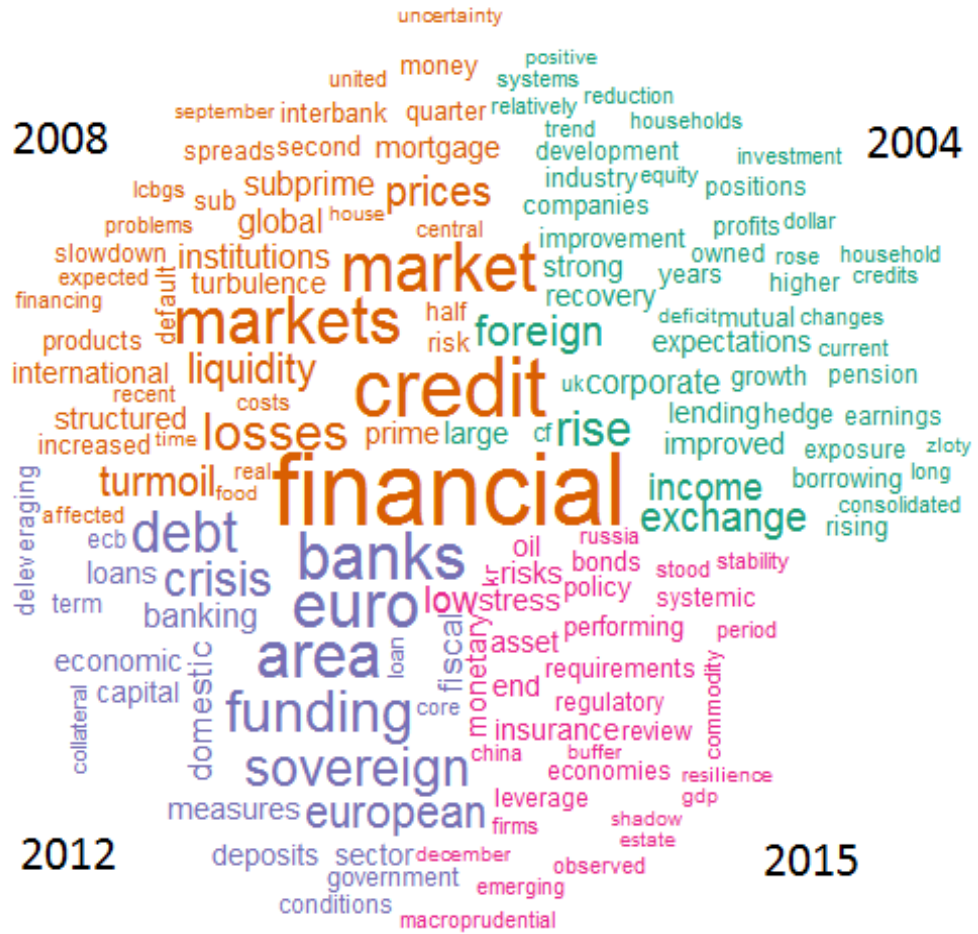 uncertainty
positive
united money systems
september interbank quarter relatively reduction
2008 trend households 2004
spreads second mortgage development investment
lcbgs sub subprime prices industry equity positions
problems global house central companies profits dollar
slowdown institutions market improvement owned rose household
expected default turbulence strong years higher credits
financing markets half recovery deficit mutual changes
products risk foreign expectations current
international liquidity credit uk corporate growth pension
recent costs
structured losses prime large cf rise lending hedge earnings
increased time improved exposure zloty
turmoil real financial income borrowing long
deleveraging affected food exchange consolidated
rising
ecb debt banks oil russia
loans crisis kr risks bonds stood stability
term banking euro low stress policy systemic
area loan fiscal monetary asset performing period
economic domestic requirements commodity
collateral capital funding core end regulatory
insurance review
sovereign china buffer
economies resilience
measures european leverage gdp
firms shadow
2012 estate 2015
deposits sector december observed
government emerging
conditions macroprudential